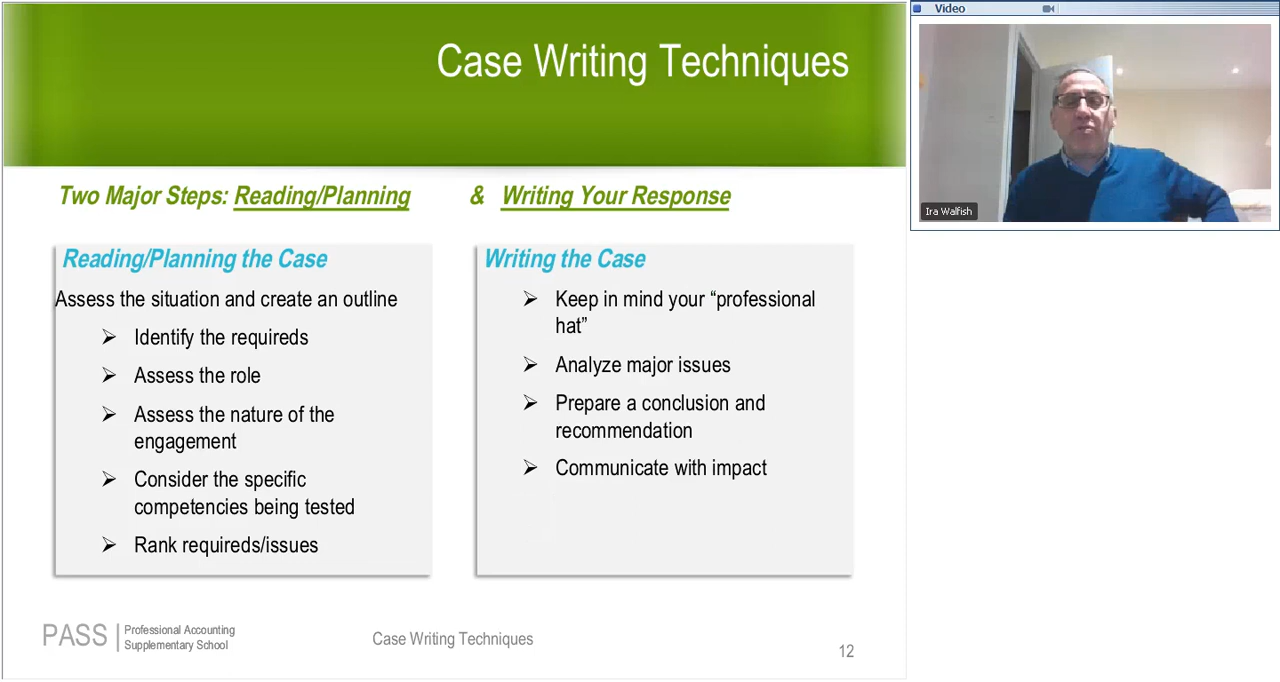 Case Writing Techniques
Two Major Steps: Reading/Planning & Writing Your Response
Reading/Planning the Case
Assess the situation and create an outline
Identify the requireds
Assess the role
Assess the nature of the
engagement
Consider the specific
competencies being tested
Rank requireds/issues
Writing the Case
Keep in mind your “professional
hat”
Analyze major issues
Prepare a conclusion and
recommendation
Communicate with impact
PASS
Professional Accounting
Supplementary School
Case Writing Techniques
12
Video
Ira Walfish